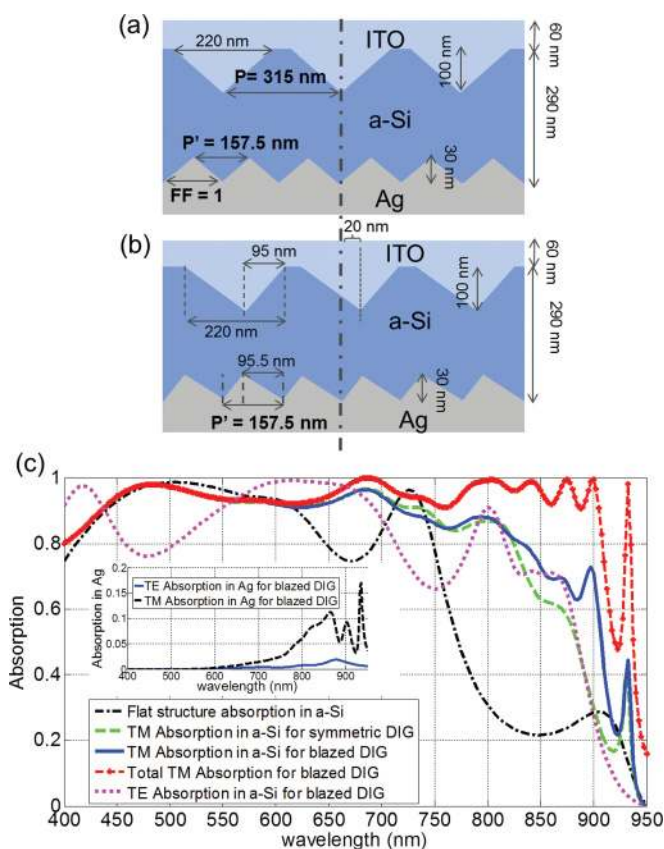 (a)
220 nm
ITO
60 nm
P= 315 nm
100 nm
a-Si
290 nm
P' = 157.5 nm
30 nm
FF = 1
Ag
20 nm
(b)
95 nm
ITO
60 nm
100 nm
a-Si
220 nm
290 nm
95.5 nm
30 nm
P' = 157.5 nm
Ag
(c)
1
0.8
0.6
0.4
0.2
0
Absorption
0.2
0.15
0.1
0.05
0
Absorption in Ag
TE Absorption in Ag for blazed DIG
TM Absorption in Ag for blazed DIG
400 500 600 700 800 900
wavelength (nm)
Flat structure absorption in a-Si
TM Absorption in a-Si for symmetric DIG
TM Absorption in a-Si for blazed DIG
Total TM Absorption for blazed DIG
TE Absorption in a-Si for blazed DIG
400 450 500 550 600 650 700 750 800 850 900 950
wavelength (nm)